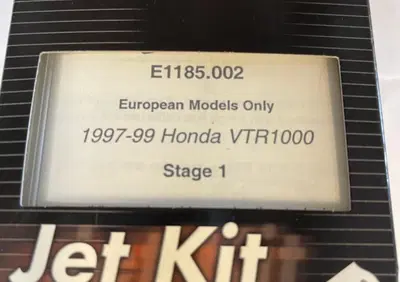 E1185.002
European Models Only
1997-99 Honda VTR1000
Stage 1
Jet Kit